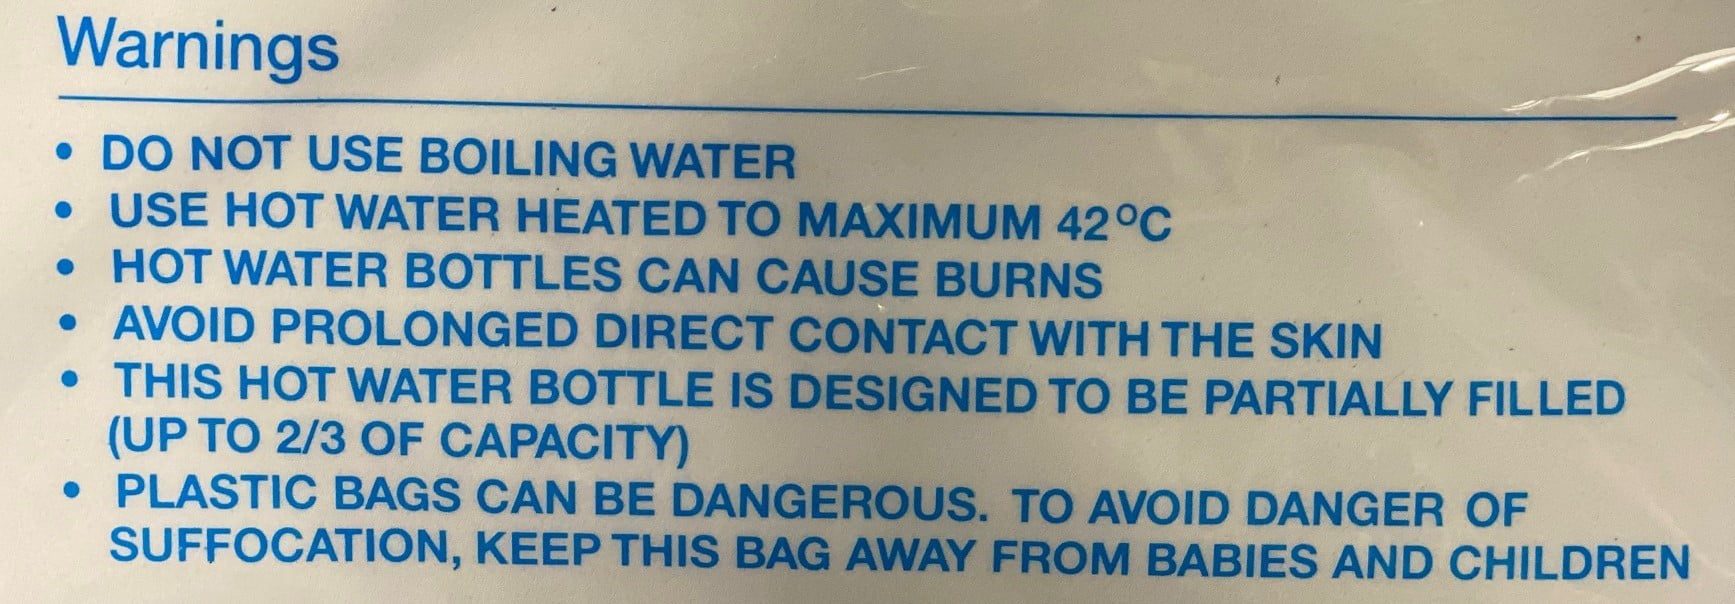 Warnings
• DO NOT USE BOILING WATER
• USE HOT WATER HEATED TO MAXIMUM 42°C
• HOT WATER BOTTLES CAN CAUSE BURNS
• AVOID PROLONGED DIRECT CONTACT WITH THE SKIN
• THIS HOT WATER BOTTLE IS DESIGNED TO BE PARTIALLY FILLED
(UP TO 2/3 OF CAPACITY)
• PLASTIC BAGS CAN BE DANGEROUS. TO AVOID DANGER OF
SUFFOCATION, KEEP THIS BAG AWAY FROM BABIES AND CHILDREN